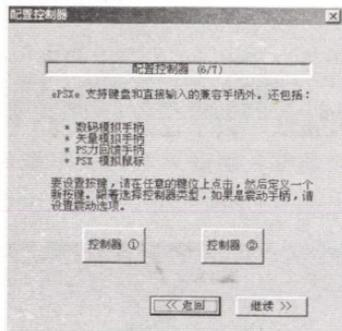 配置控制器
配置控制器 (6/7)
ePSXe 支持键盘和直接输入的兼容手柄外。还包括：
* 数码模拟手柄
* 矢量模拟手柄
* PS力回馈手柄
* PSX 模拟鼠标
要设置按键，请在任意的键位上点击，然后定义一个
新按键。随着选择控制器类型，如果是震动手柄，请
设置震动选项。
控制器 ① 控制器 ②
<< 返回 继续 >>